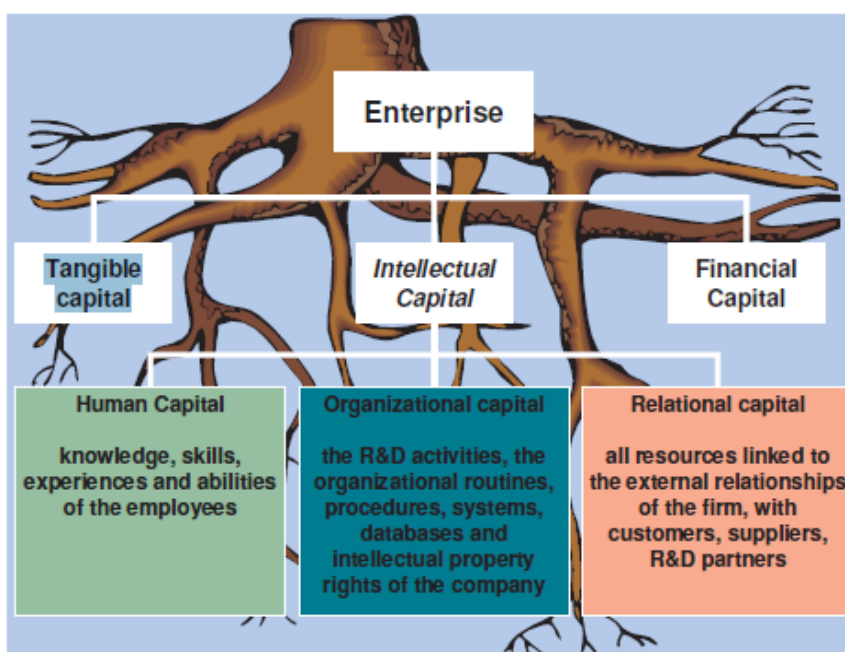 Enterprise
Tangible
capital
Intellectual
Capital
Financial
Capital
Human Capital
knowledge, skills,
experiences and abilities
of the employees
Organizational capital
the R&D activities, the
organizational routines,
procedures, systems,
databases and
intellectual property
rights of the company
Relational capital
all resources linked to
the external relationships
of the firm, with
customers, suppliers,
R&D partners